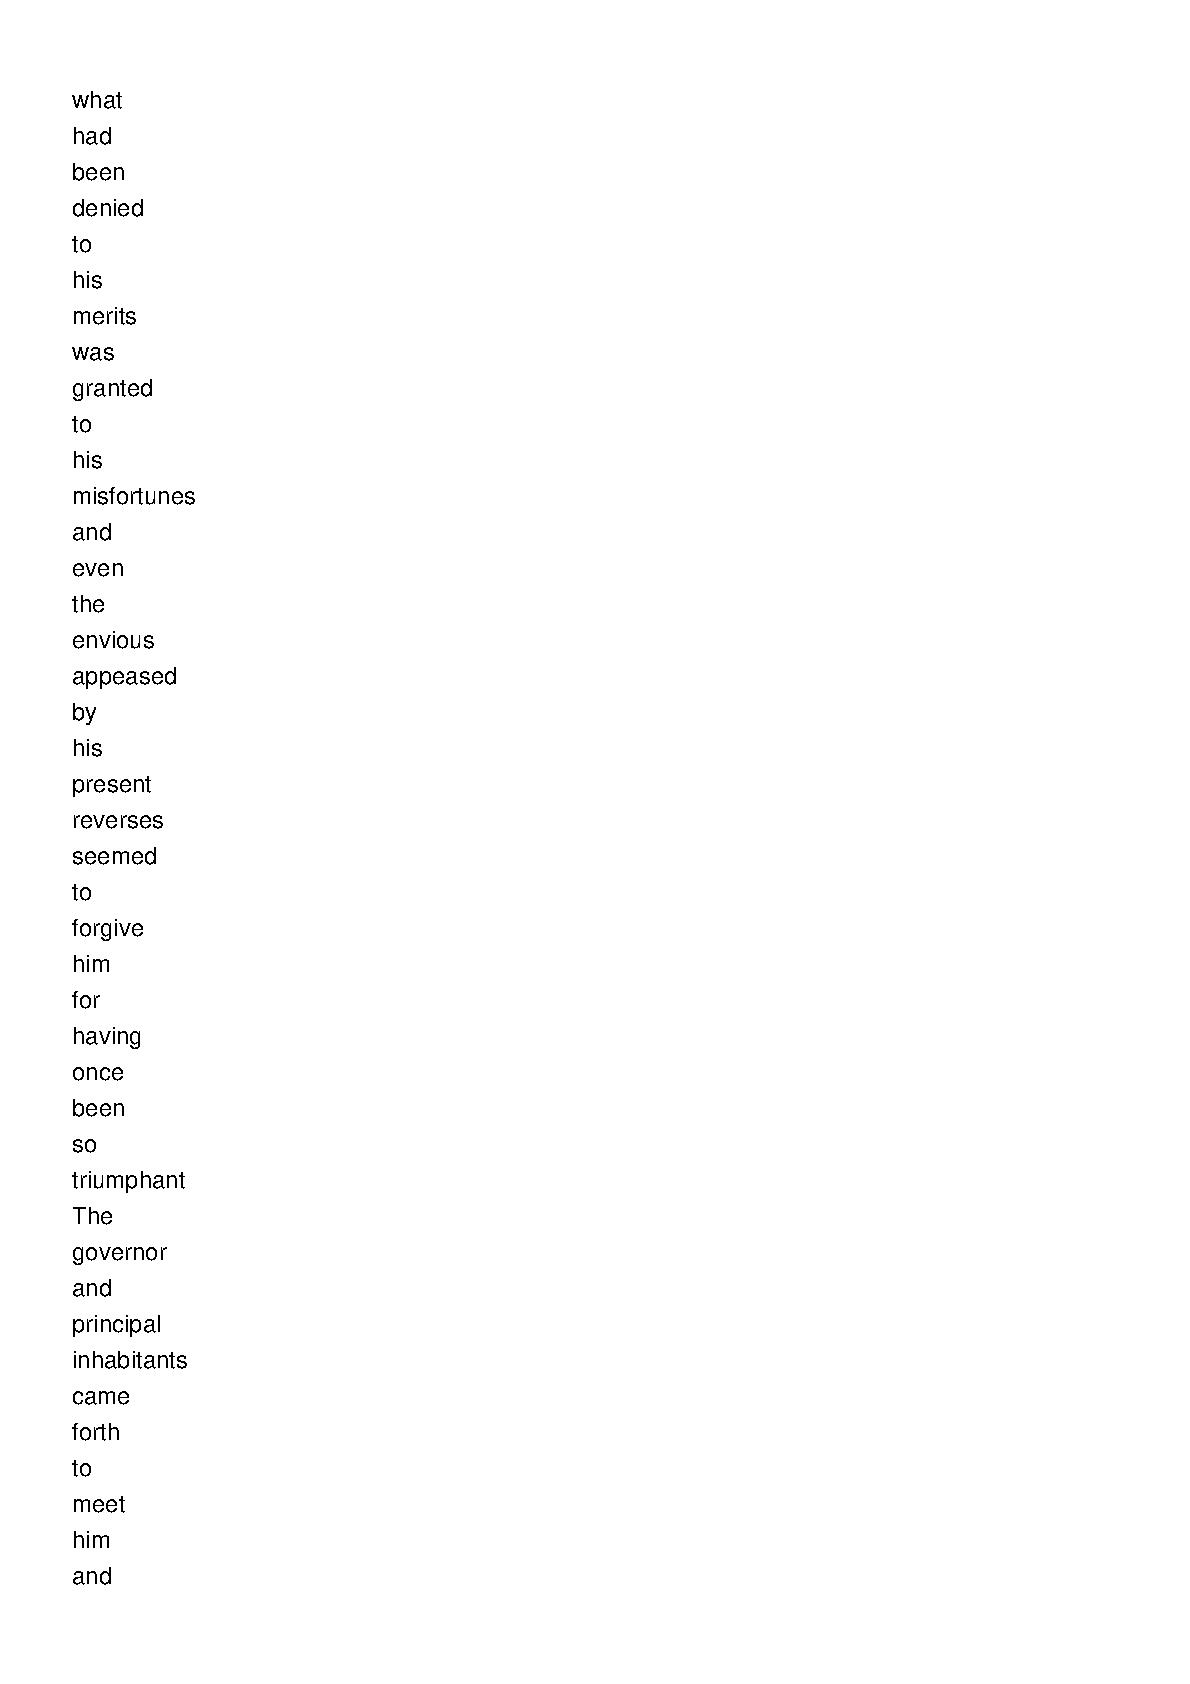 what
had
been
denied
to
his
merits
was
granted
to
his
misfortunes
and
even
the
envious
appeased
by
his
present
reverses
seemed
to
forgive
him
for
having
once
been
so
triumphant
The
governor
and
principal
inhabitants
came
forth
to
meet
him
and